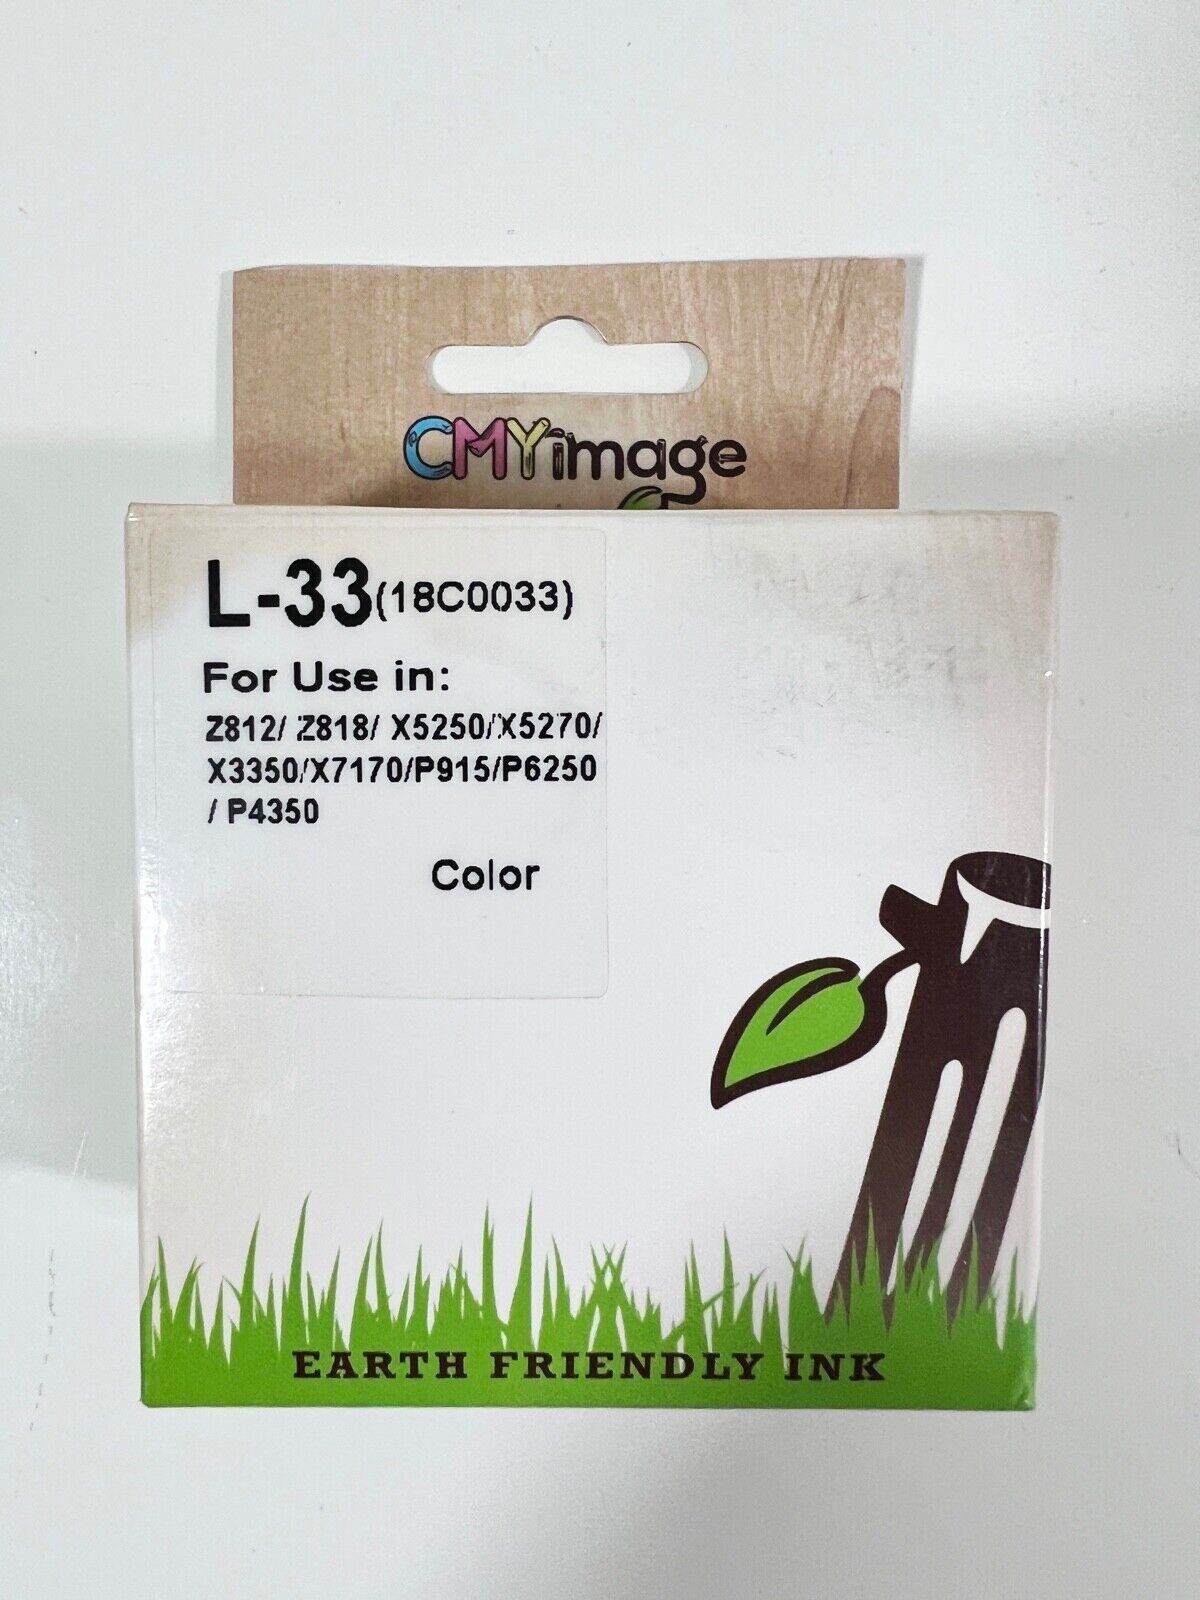 CMYimage
L-33(18C0033)
For Use in:
Z812/ Z818/ X5250/X5270/
X3350/X7170/P915/P6250
/ P4350
Color
EARTH FRIENDLY INK